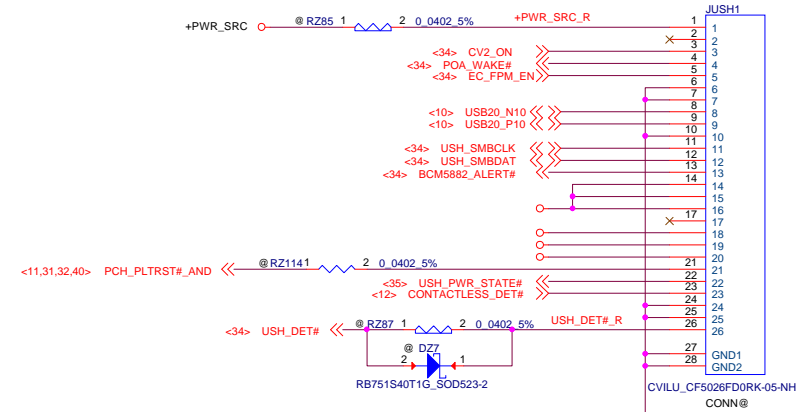 JUSH1
+PWR_SRC @ RZ85 1 2 0_0402_5% +PWR_SRC_R 1 1
2 2
<34> CV2_ON 3 3
<34> POA_WAKE# 4 4
<34> EC_FPM_EN 5 5
6 6
7 7
<10> USB20_N10 8 8
<10> USB20_P10 9 9
10 10
<34> USH_SMBCLK 11 11
<34> USH_SMBDAT 12 12
<34> BCM5882_ALERT# 13 13
14 14
15 15
16 16
17 17
18 18
19 19
20 20
<11,31,32,40> PCH_PLTRST#_AND @ RZ114 1 2 0_0402_5% 21 21
<35> USH_PWR_STATE# 22 22
<12> CONTACTLESS_DET# 23 23
24 24
25 25
<34> USH_DET# @ RZ87 1 2 0_0402_5% USH_DET#_R 26 26
@ DZ7
2 1
RB751S40T1G_SOD523-2
27 GND1
28 GND2
CVILU_CF5026FD0RK-05-NH
CONN@